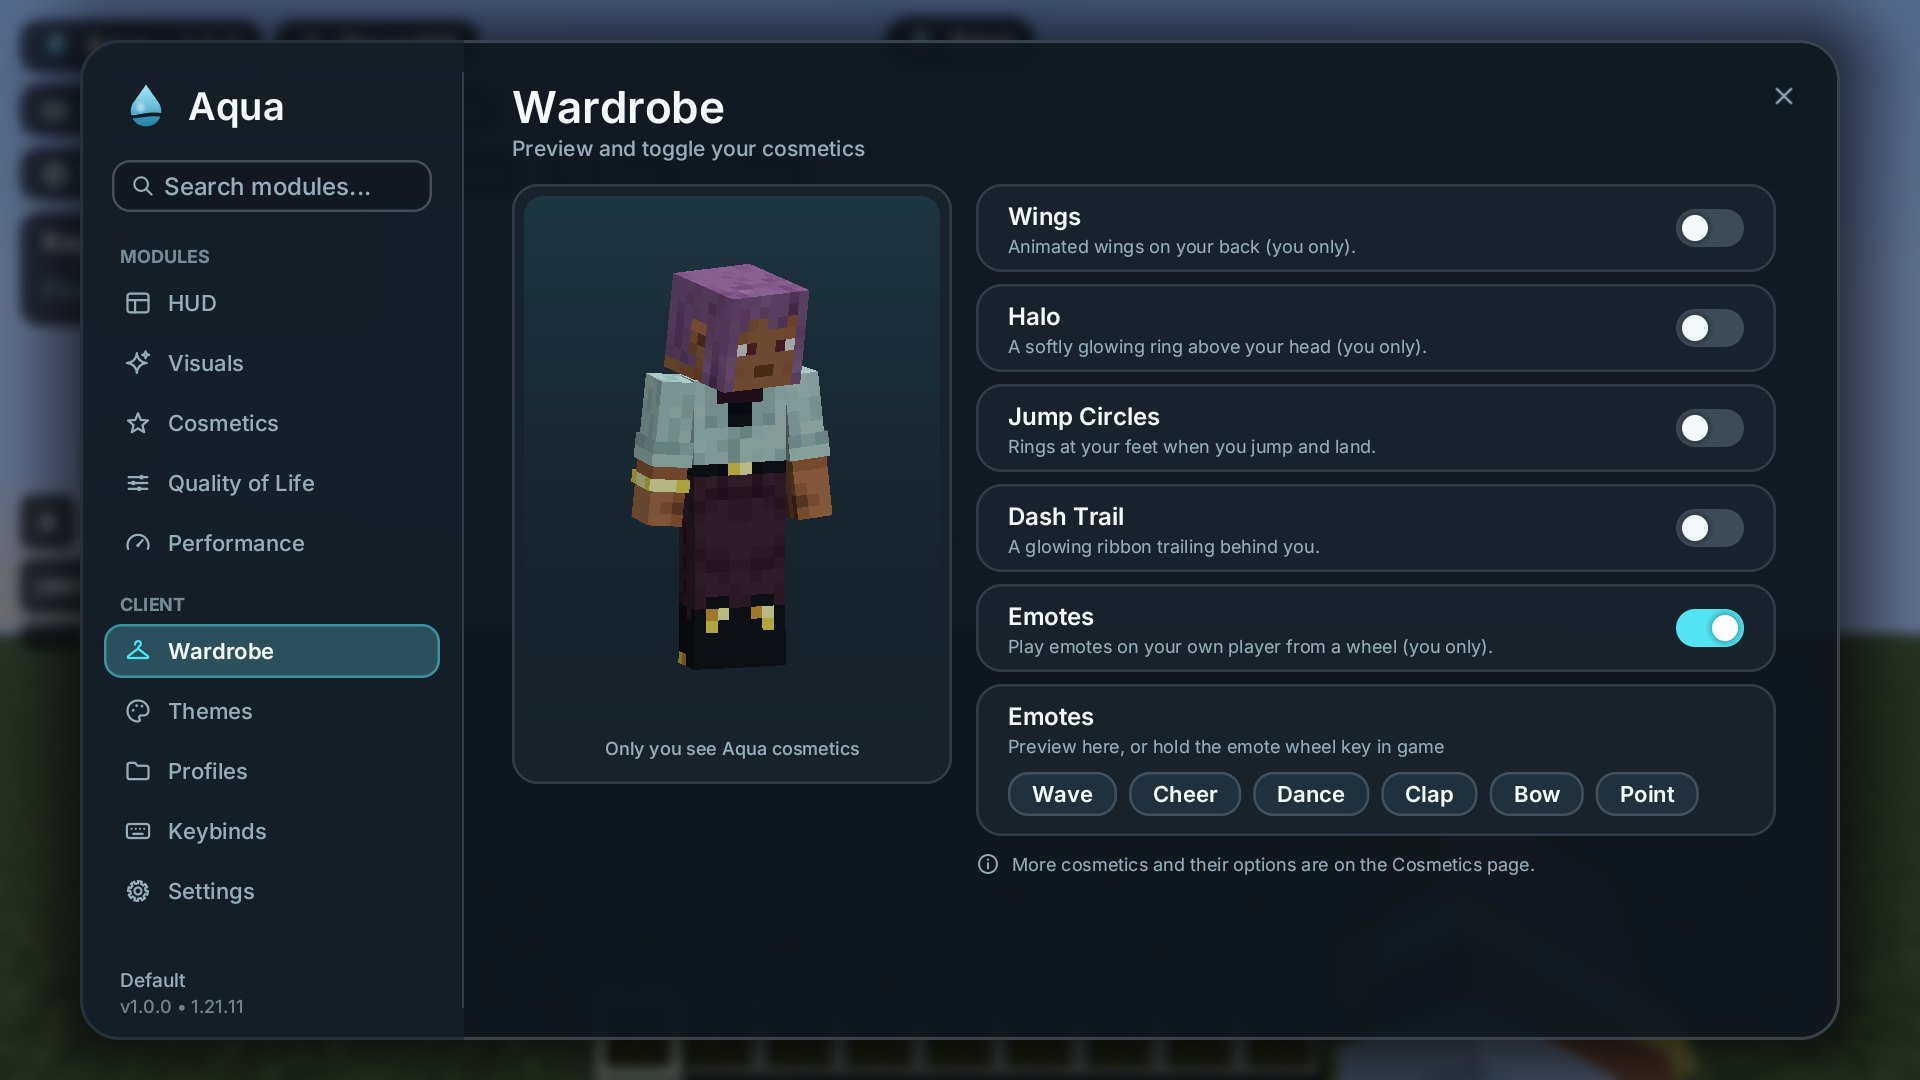 Aqua
Search modules...
MODULES
HUD
Visuals
Cosmetics
Quality of Life
Performance
CLIENT
Wardrobe
Themes
Profiles
Keybinds
Settings
Default
v1.0.0 • 1.21.11
Wardrobe
Preview and toggle your cosmetics
Only you see Aqua cosmetics
Wings
Animated wings on your back (you only).
Halo
A softly glowing ring above your head (you only).
Jump Circles
Rings at your feet when you jump and land.
Dash Trail
A glowing ribbon trailing behind you.
Emotes
Play emotes on your own player from a wheel (you only).
Emotes
Preview here, or hold the emote wheel key in game
Wave Cheer Dance Clap Bow Point
More cosmetics and their options are on the Cosmetics page.